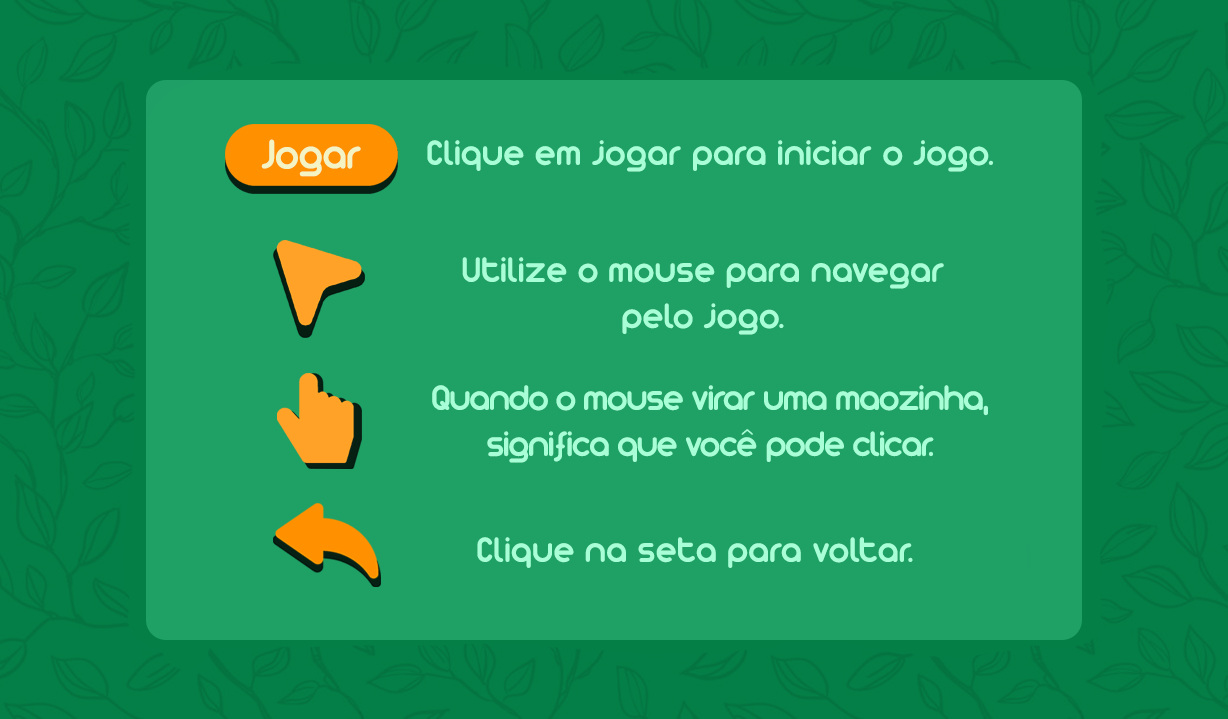 Jogar
Clique em Jogar para iniciar o jogo.
Utilize o mouse para navegar
pelo jogo.
Quando o mouse virar uma maozinha,
significa que você pode clicar.
Clique na seta para voltar.